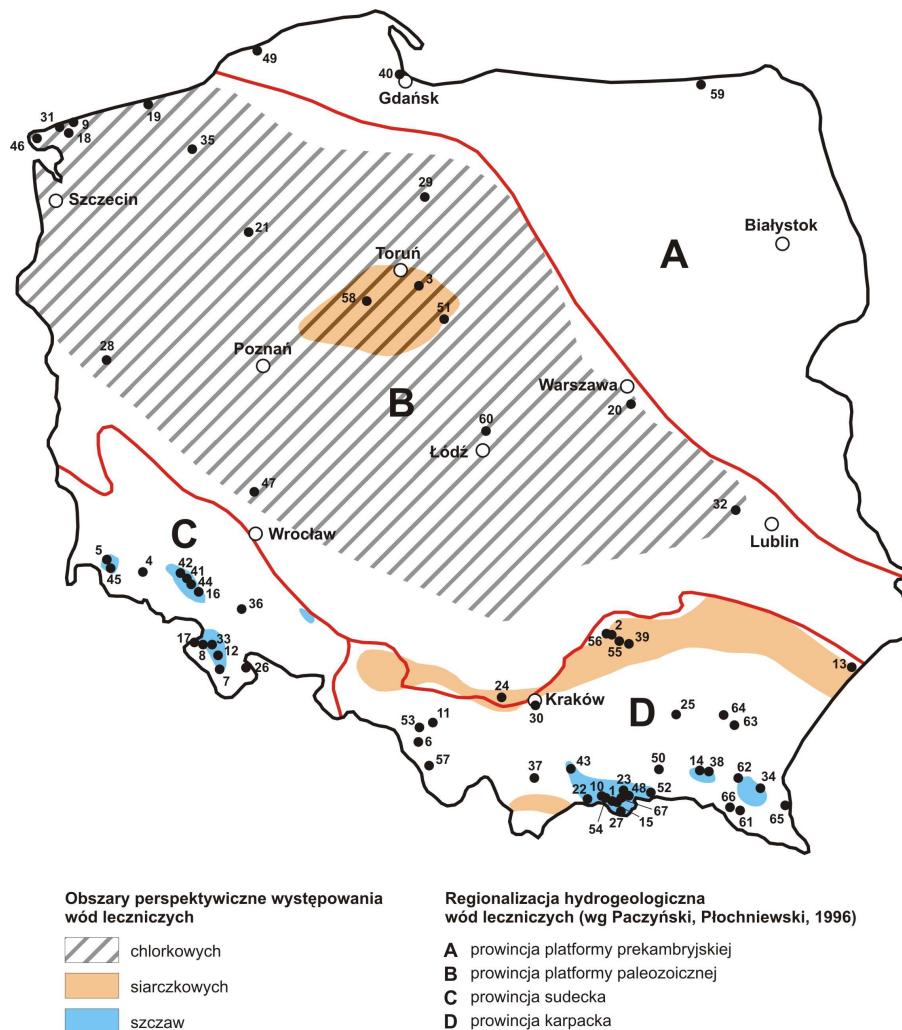 49
40
Gdańsk
59
19
31
9
18
46
35
Szczecin
29
21
Białystok
Toruń
A
3
58
51
28
Poznań
Warszawa
B
20
60
Łódź
47
32
Wrocław
Lublin
C
5
4
42
41
44
45
16
36
2
56
39
55
17
33
8
12
7
26
13
24
Kraków
30
D
25
64
63
11
53
6
57
37
43
50
14
38
62
34
23
10
1
48
52
22
67
66
61
65
54
27
15
Obszary perspektywiczne występowania
wód leczniczych
chlorkowych
siarczkowych
szczaw
Regionalizacja hydrogeologiczna
wód leczniczych (wg Paczyński, Płochniewski, 1996)
A prowincja platformy prekambryjskiej
B prowincja platformy paleozoicznej
C prowincja sudecka
D prowincja karpacka